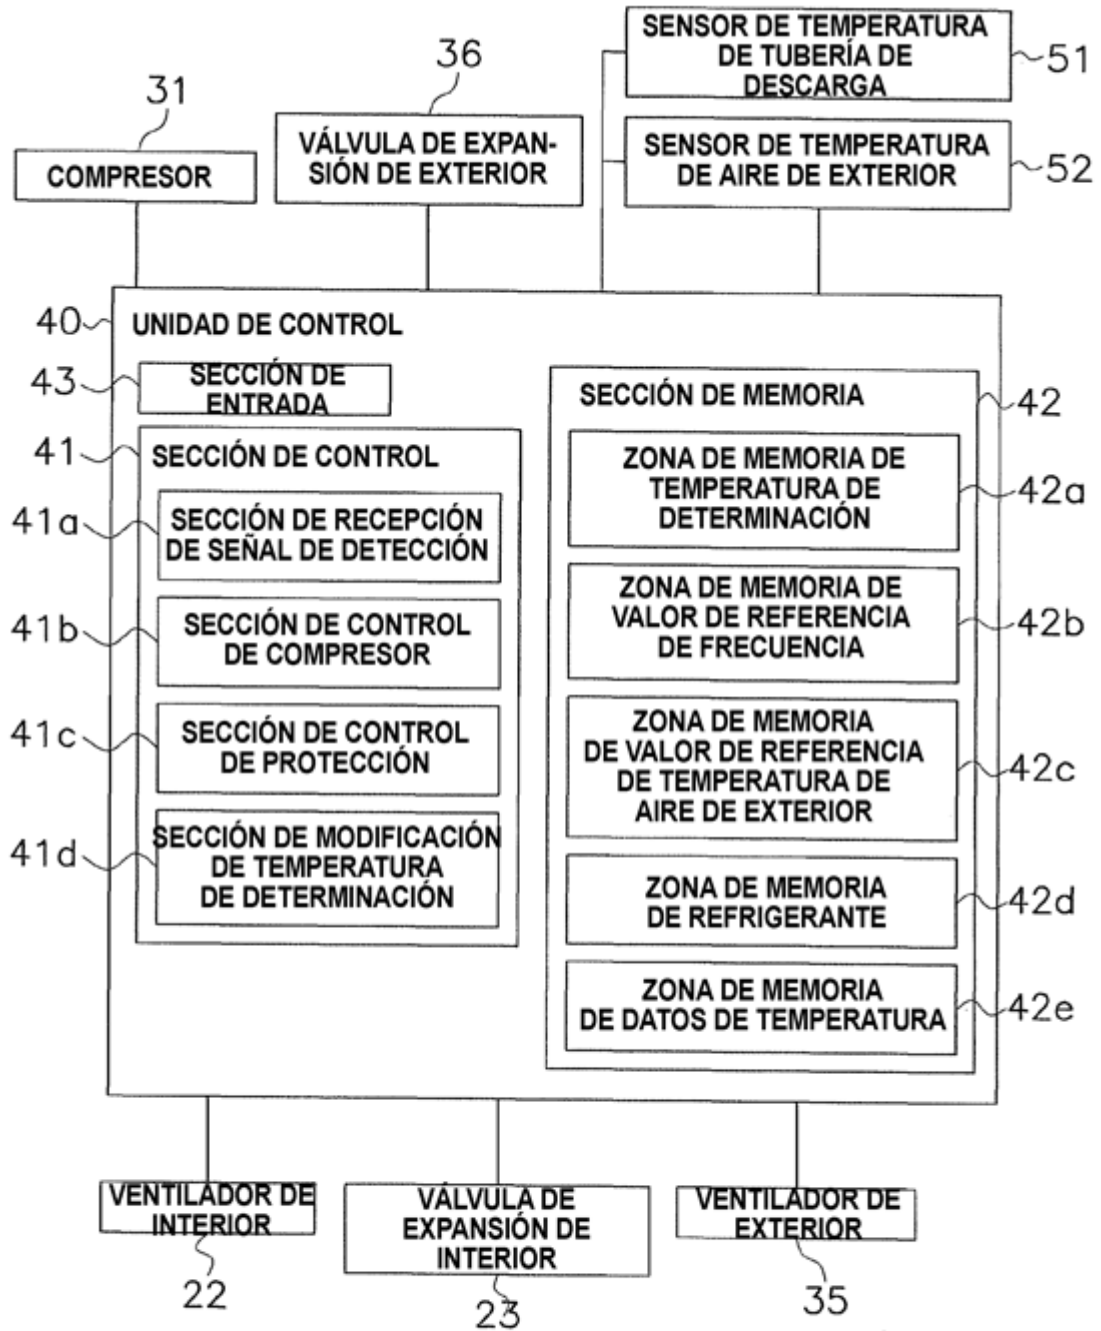 31
COMPRESOR
36
VÁLVULA DE EXPAN-
SIÓN DE EXTERIOR
SENSOR DE TEMPERATURA
DE TUBERÍA DE
DESCARGA
51
SENSOR DE TEMPERATURA
DE AIRE DE EXTERIOR
52
40
UNIDAD DE CONTROL
43
SECCIÓN DE
ENTRADA
41
SECCIÓN DE CONTROL
41a
SECCIÓN DE RECEPCIÓN
DE SEÑAL DE DETECCIÓN
41b
SECCIÓN DE CONTROL
DE COMPRESOR
41c
SECCIÓN DE CONTROL
DE PROTECCIÓN
41d
SECCIÓN DE MODIFICACIÓN
DE TEMPERATURA
DE DETERMINACIÓN
SECCIÓN DE MEMORIA
42
ZONA DE MEMORIA DE
TEMPERATURA DE
DETERMINACIÓN
42a
ZONA DE MEMORIA DE
VALOR DE REFERENCIA
DE FRECUENCIA
42b
ZONA DE MEMORIA
DE VALOR DE REFERENCIA
DE TEMPERATURA DE
AIRE DE EXTERIOR
42c
ZONA DE MEMORIA
DE REFRIGERANTE
42d
ZONA DE MEMORIA
DE DATOS DE TEMPERATURA
42e
VENTILADOR DE
INTERIOR
22
VÁLVULA DE
EXPANSIÓN DE
INTERIOR
23
VENTILADOR DE
EXTERIOR
35